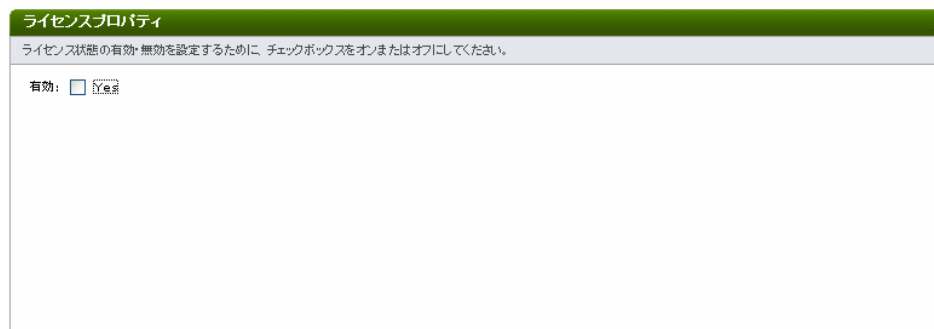 ライセンスプロパティ
ライセンス状態の有効・無効を設定するために、チェックボックスをオンまたはオフにしてください。
有効: Yes